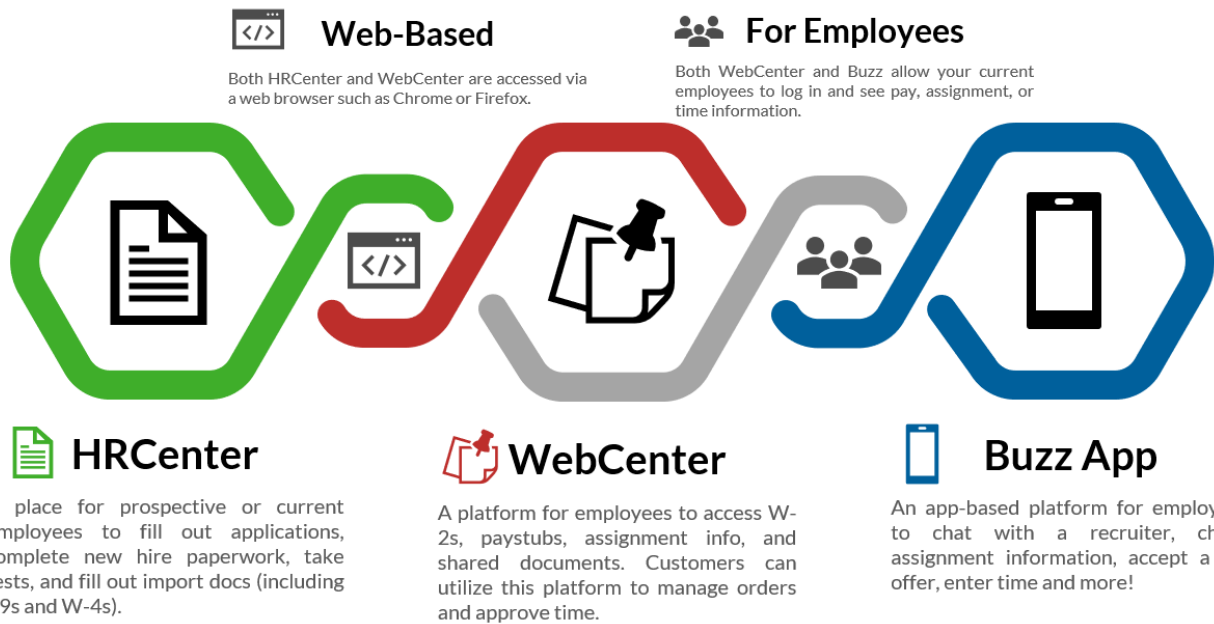 Web-Based
Both HRCenter and WebCenter are accessed via
a web browser such as Chrome or Firefox.
For Employees
Both WebCenter and Buzz allow your current
employees to log in and see pay, assignment, or
time information.
</>
HRCenter
place for prospective or current
mployees to fill out applications,
omplete new hire paperwork, take
ests, and fill out import docs (including
9s and W-4s).
WebCenter
A platform for employees to access W-
2s, paystubs, assignment info, and
shared documents. Customers can
utilize this platform to manage orders
and approve time.
Buzz App
An app-based platform for employ
to chat with a recruiter, ch
assignment information, accept a
offer, enter time and more!